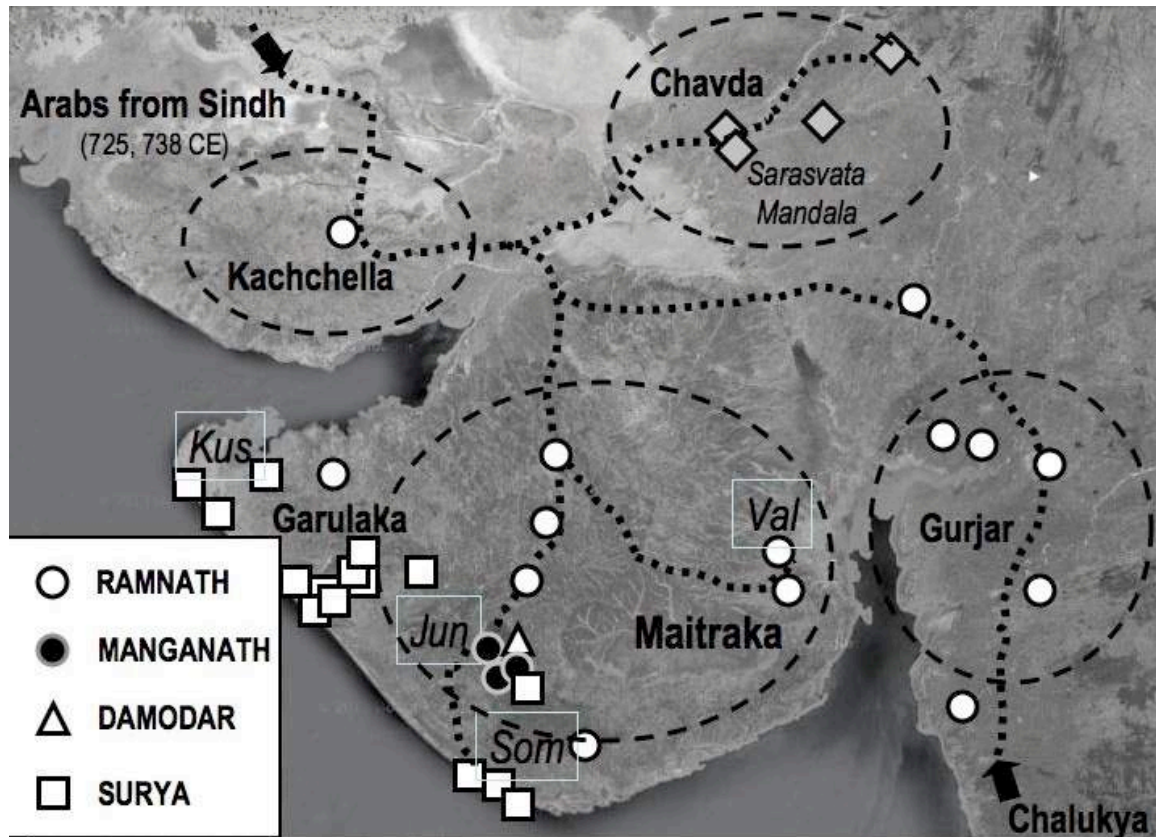 Chavda
Arabs from Sindh
(725, 738 CE)
Sarasvata
Mandala
Kachchella
Kus
Garulaka
Val
Gurjar
Jun
Maitraka
Som
Chalukya
RAMNATH
MANGANATH
DAMODAR
SURYA